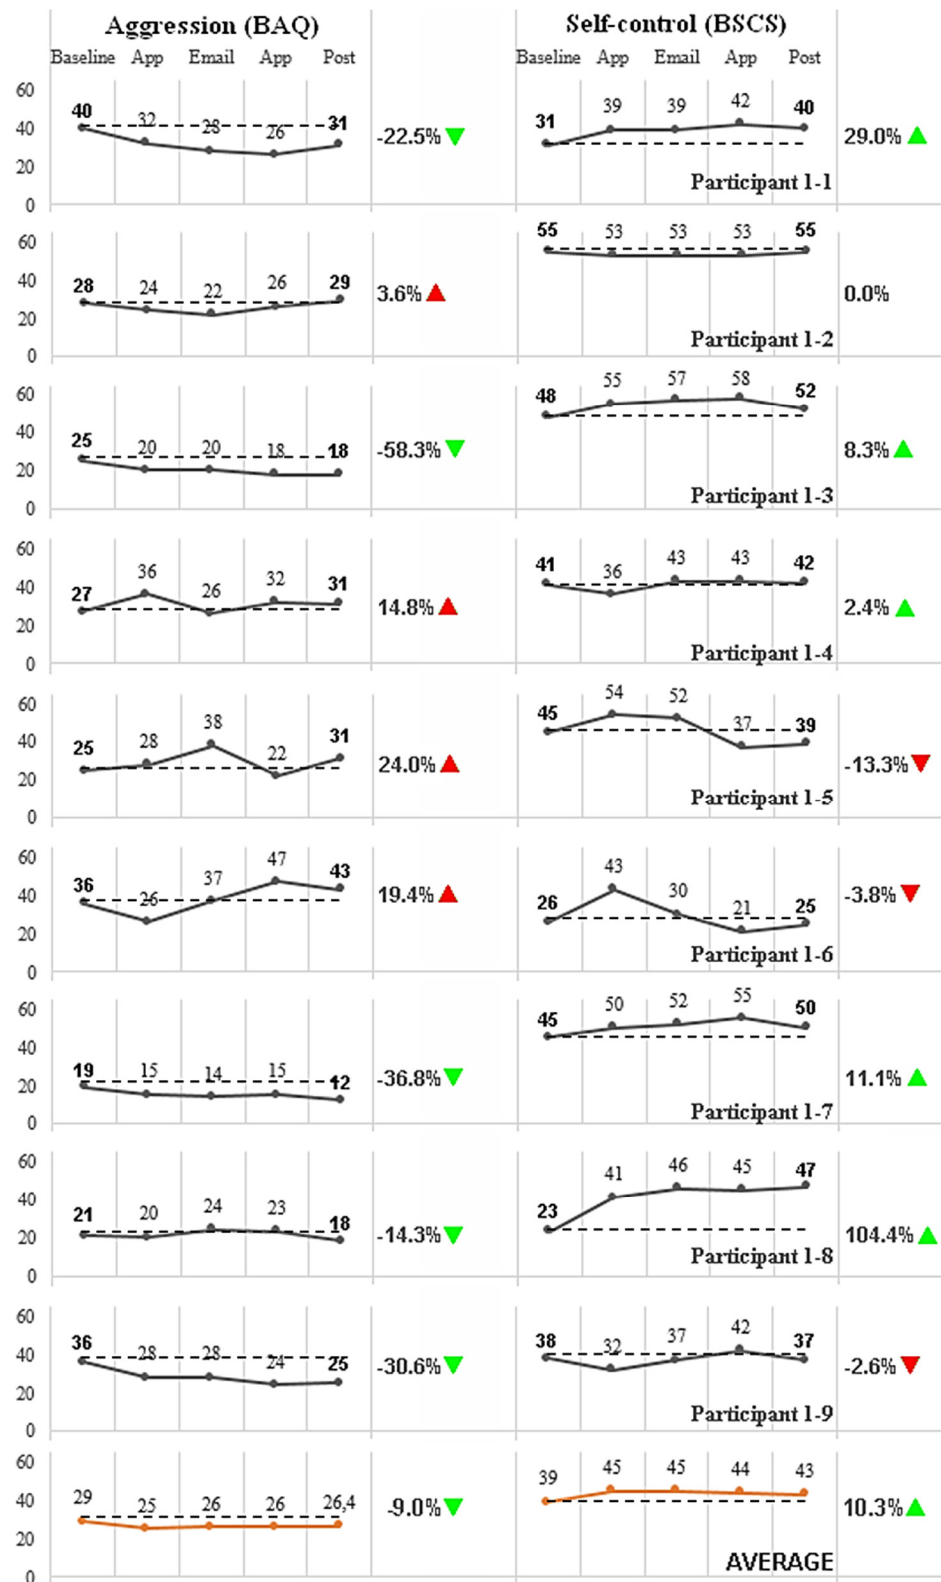 Aggression (BAQ) Self-control (BSCS)
Baseline App Email App Post Baseline App Email App Post
60
40 32 28 26 31 31 39 39 42 40
40
-22.5% 29.0%
20
Participant 1-1
0
60
28 24 22 26 29 55 53 53 53 55
40
3.6% 0.0%
20
Participant 1-2
0
60
25 20 20 18 18 48 55 57 58 52
40
-58.3% 8.3%
20
Participant 1-3
0
60
27 36 26 32 31 41 36 43 43 42
40
14.8% 2.4%
20
Participant 1-4
0
60
25 28 38 22 31 45 54 52 37 39
40
24.0% -13.3%
20
Participant 1-5
0
60
36 26 37 47 43 26 43 30 21 25
40
19.4% -3.8%
20
Participant 1-6
0
60
19 15 14 15 12 45 50 52 55 50
40
-36.8% 11.1%
20
Participant 1-7
0
60
21 20 24 23 18 23 41 46 45 47
40
-14.3% 104.4%
20
Participant 1-8
0
60
36 28 28 24 25 38 32 37 42 37
40
-30.6% -2.6%
20
Participant 1-9
0
60
29 25 26 26 26,4 39 45 45 44 43
40
-9.0% 10.3%
20
AVERAGE
0